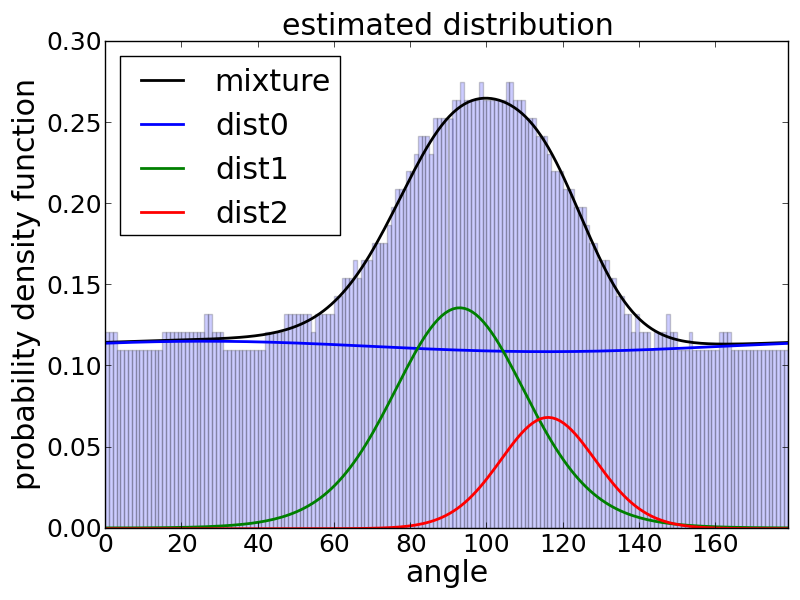 estimated distribution
probability density function
0.30
0.25
0.20
0.15
0.10
0.05
0.00
mixture
dist0
dist1
dist2
0 20 40 60 80 100 120 140 160
angle